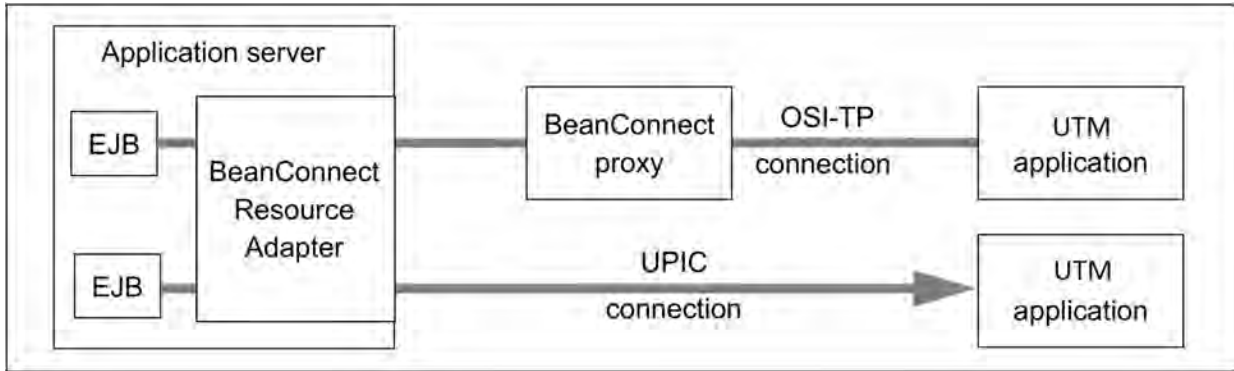 Application server
EJB
BeanConnect
Resource
Adapter
BeanConnect
proxy
OSI-TP
connection
UTM
application
EJB
UPIC
connection
UTM
application